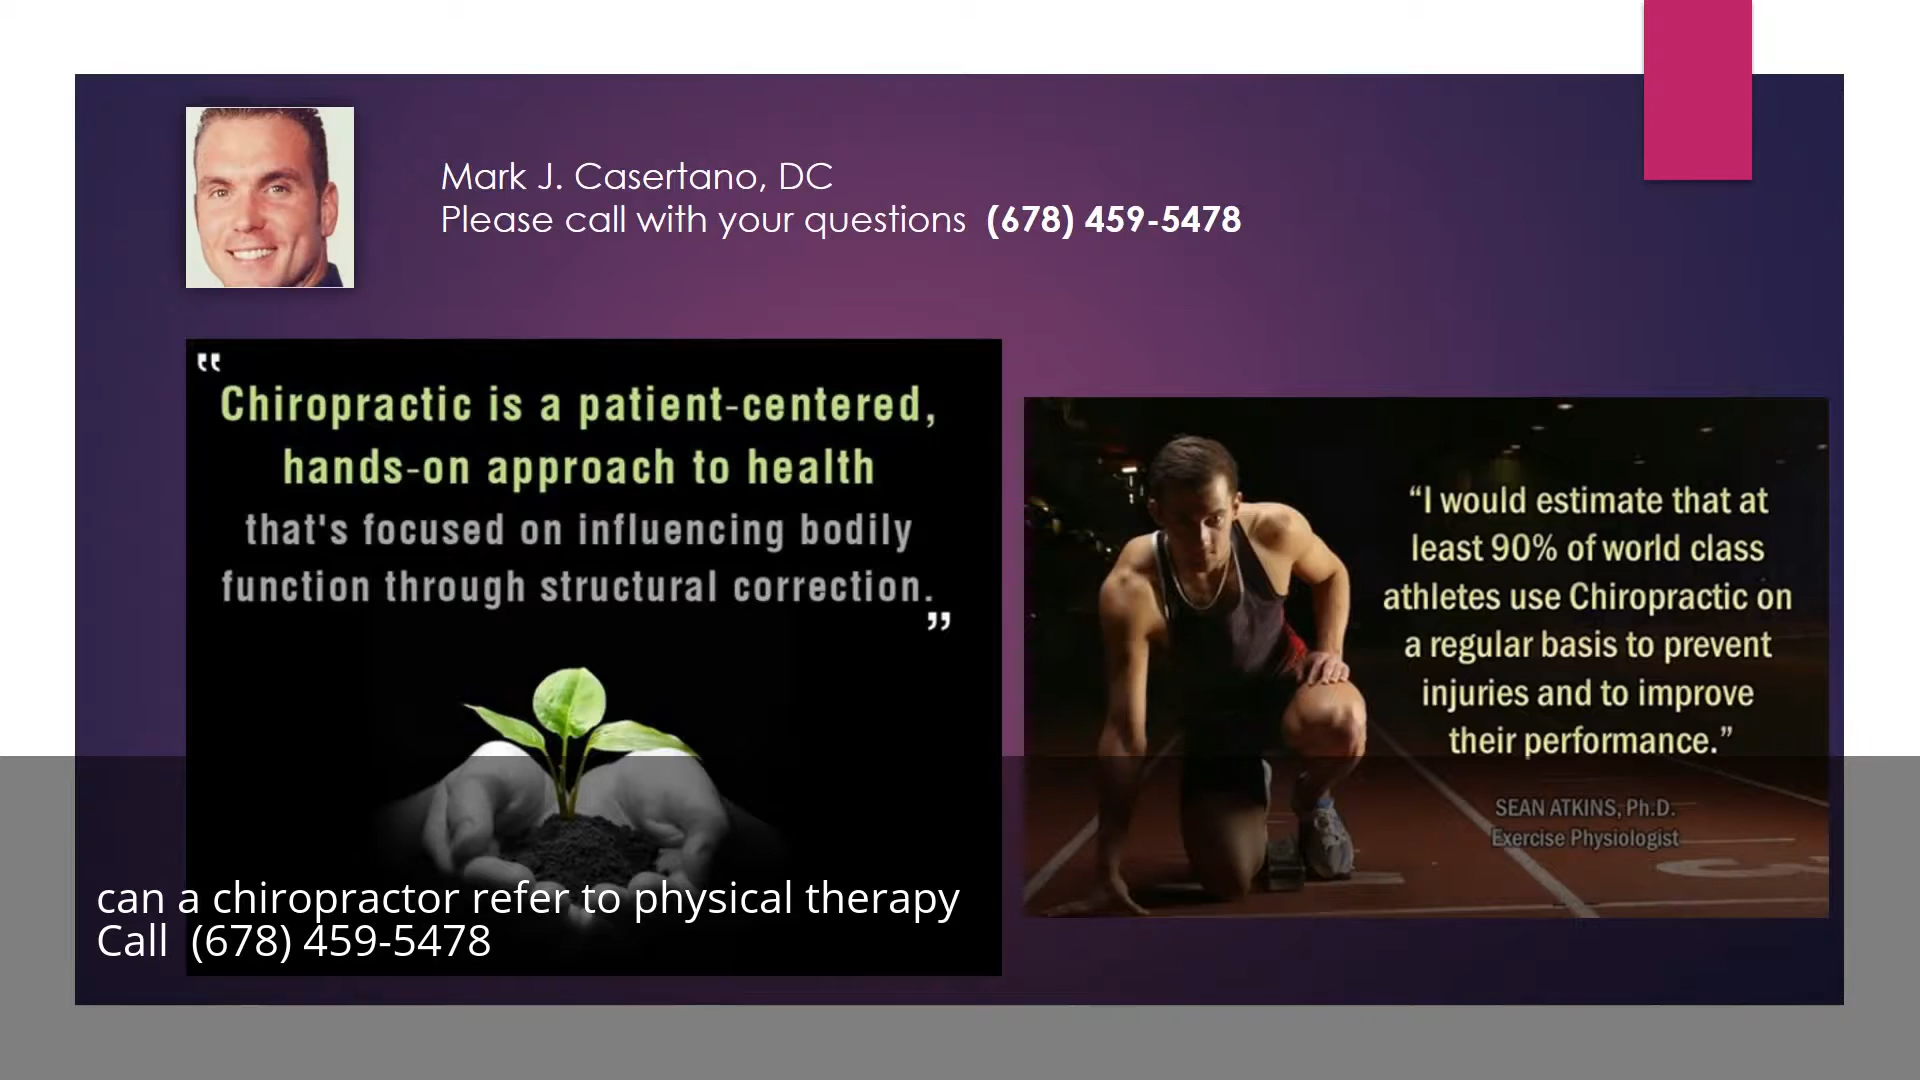 Mark J. Casertano, DC
Please call with your questions (678) 459-5478
"
Chiropractic is a patient-centered,
hands-on approach to health
that's focused on influencing bodily
function through structural correction.
"
“I would estimate that at
least 90% of world class
athletes use Chiropractic on
a regular basis to prevent
injuries and to improve
their performance.”
SEAN ATKINS, Ph.D.
Exercise Physiologist
can a chiropractor refer to physical therapy
Call (678) 459-5478